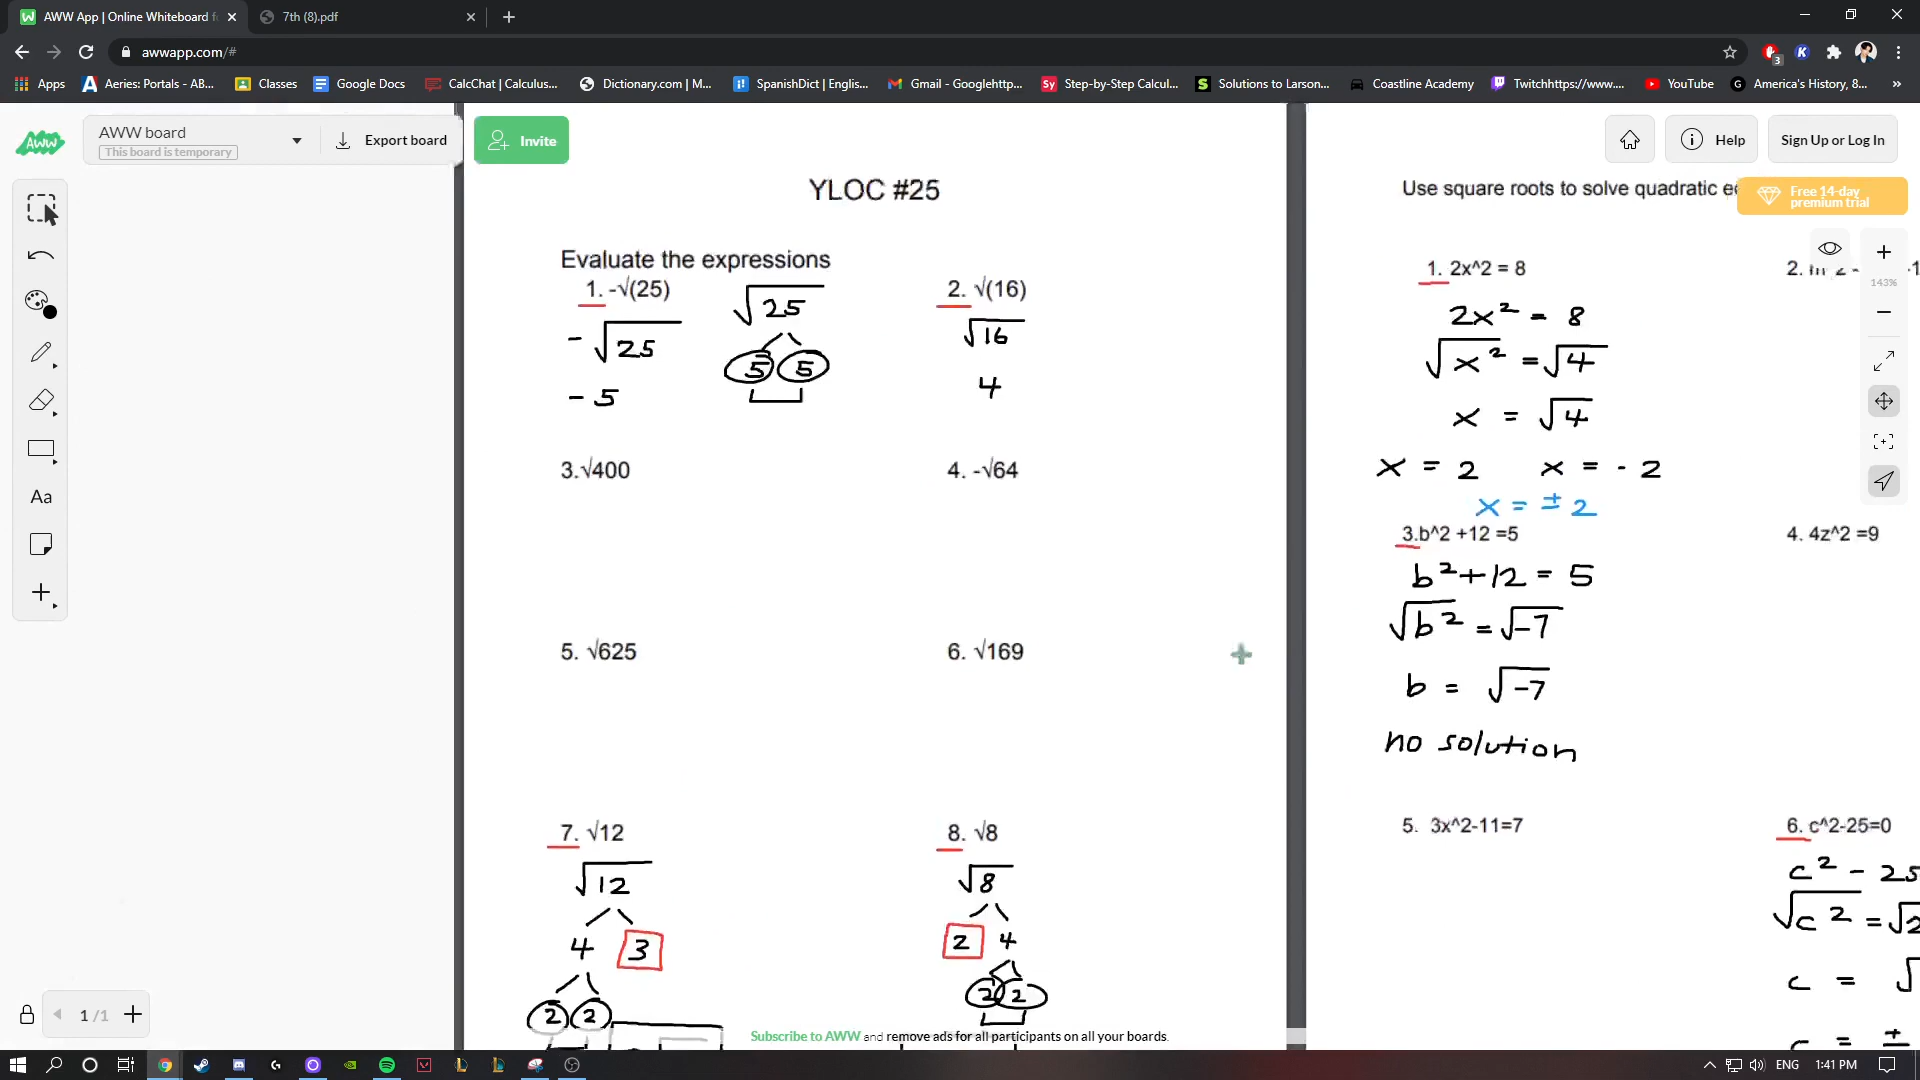 AWW App | Online Whiteboard f
7th (8).pdf
awwapp.com/#
3
Apps
Aeries: Portals - AB...
Classes
Google Docs
CalcChat | Calculus...
Dictionary.com | M...
SpanishDict | Englis...
Gmail - Googlehttp...
Step-by-Step Calcul...
Solutions to Larson...
Coastline Academy
Twitchhttps://www....
YouTube
America's History, 8...
AWW
AWW board
This board is temporary
Export board
Invite
Help
Sign Up or Log In
Free 14-day
premium trial
143%
Aa
1 /1
YLOC #25
Evaluate the expressions
1. -√(25)
-√25
-5
√25
5 5
2. √(16)
√16
4
3.√400
4. -√64
5. √625
6. √169
7. √12
√12
4 3
2 2
8. √8
√8
2 4
2 2
Use square roots to solve quadratic
1. 2x^2 = 8
2x² = 8
√x² = √4
x = √4
x = 2 x = -2
x = ±2
3.b^2 +12 =5
b²+12 = 5
√b² = √-7
b = √-7
no solution
4. 4z^2 =9
5. 3x^2-11=7
6. c^2-25=0
c² - 25
√c² = √2
c = √
c = ±
Subscribe to AWW and remove ads for all participants on all your boards.
ENG
1:41 PM